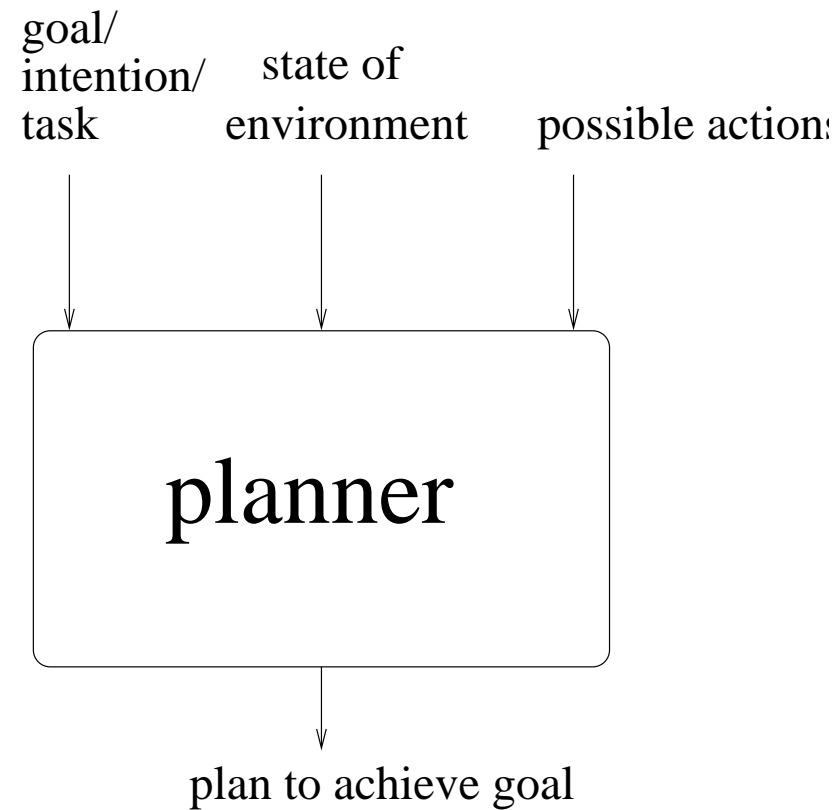 goal/
intention/
task
state of
environment
possible actions
planner
plan to achieve goal